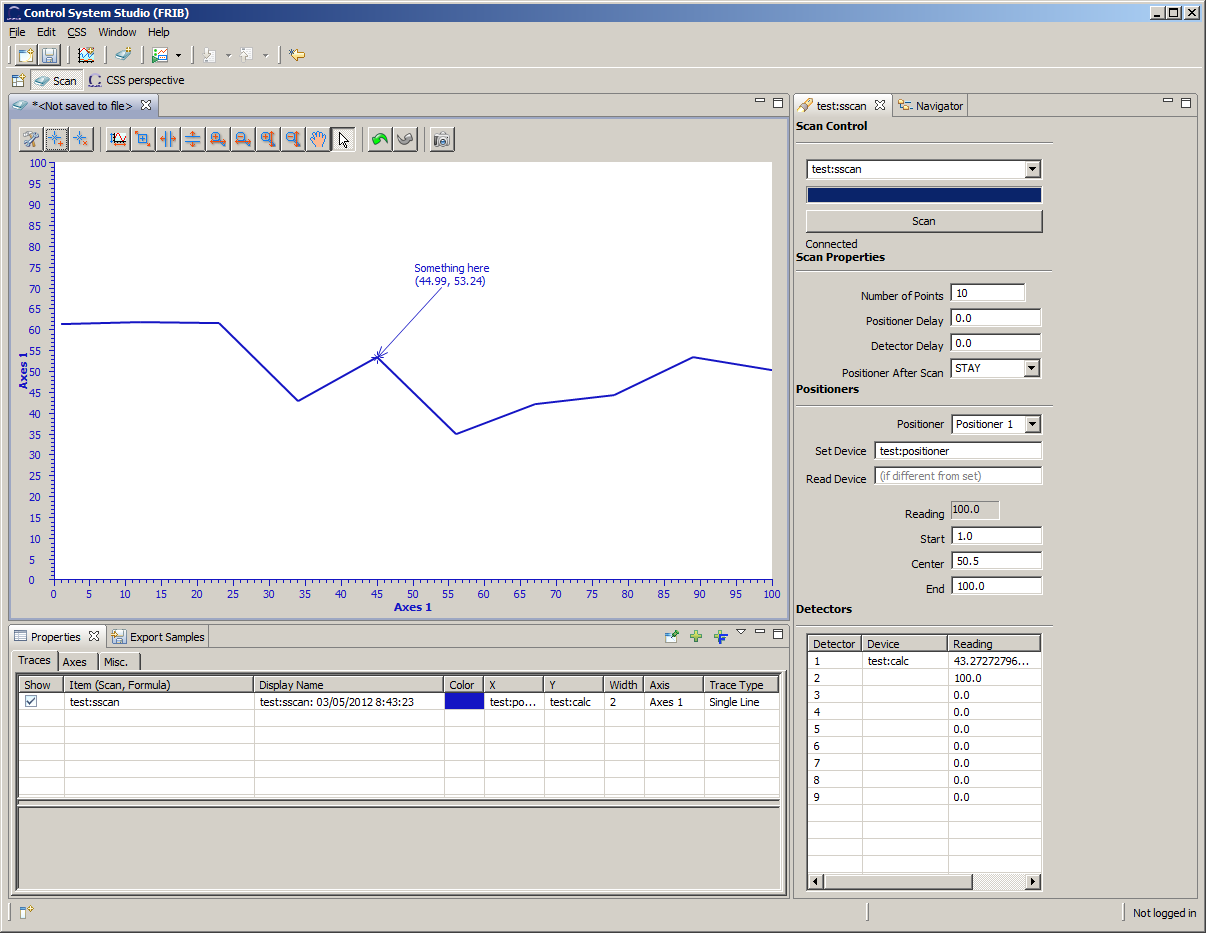 Control System Studio (FRIB)
File Edit CSS Window Help
Scan CSS perspective
*<Not saved to file>
100
95
90
85
80
75
70
65
60
55
50
45
40
35
30
25
20
15
10
5
0
Axes 1
Something here
(44.99, 53.24)
0 5 10 15 20 25 30 35 40 45 50 55 60 65 70 75 80 85 90 95 100
Axes 1
Properties Export Samples
Traces Axes Misc.
Show Item (Scan, Formula) Display Name Color X Y Width Axis Trace Type
test:sscan test:sscan: 03/05/2012 8:43:23 test:po... test:calc 2 Axes 1 Single Line
test:sscan Navigator
Scan Control
test:sscan
Scan
Connected
Scan Properties
Number of Points 10
Positioner Delay 0.0
Detector Delay 0.0
Positioner After Scan STAY
Positioners
Positioner Positioner 1
Set Device test:positioner
Read Device (if different from set)
Reading 100.0
Start 1.0
Center 50.5
End 100.0
Detectors
Detector Device Reading
1 test:calc 43.27272796...
2 100.0
3 0.0
4 0.0
5 0.0
6 0.0
7 0.0
8 0.0
9 0.0
Not logged in